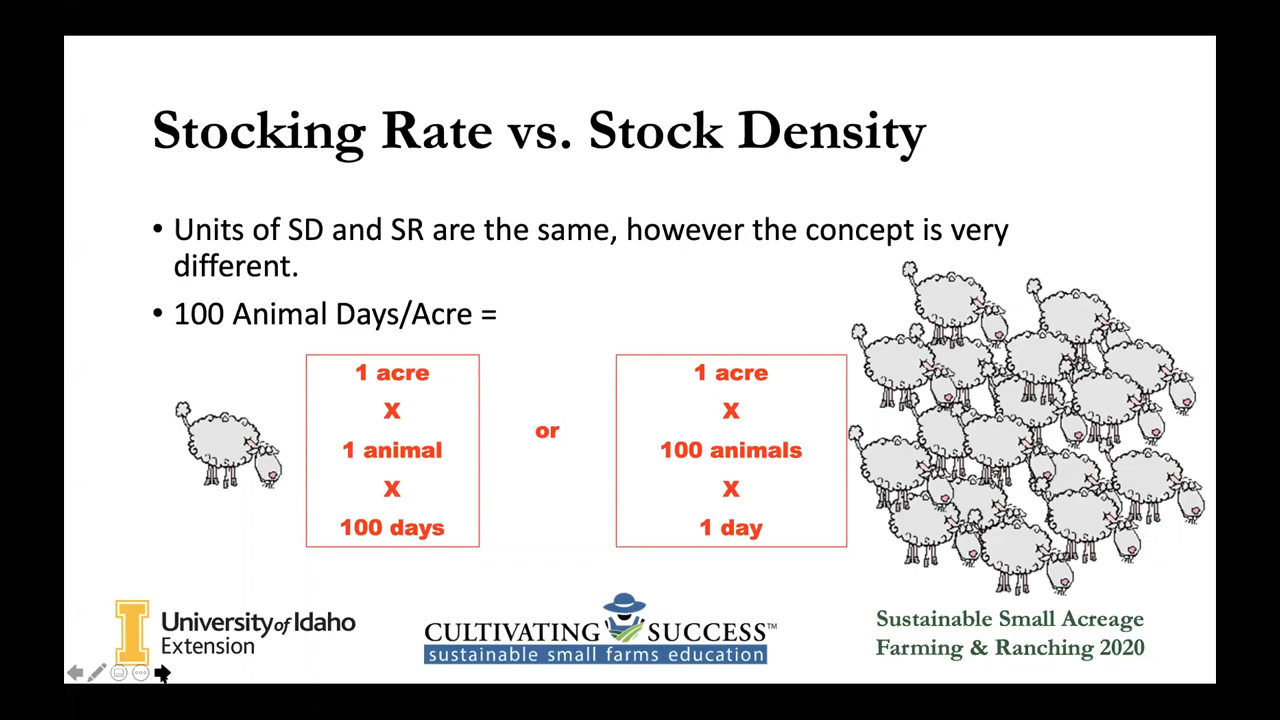 Stocking Rate vs. Stock Density
• Units of SD and SR are the same, however the concept is very
different.
• 100 Animal Days/Acre =
1 acre
X
1 animal
X
100 days
or
1 acre
X
100 animals
X
1 day
University of Idaho
Extension
CULTIVATING SUCCESS™
sustainable small farms education
Sustainable Small Acreage
Farming & Ranching 2020